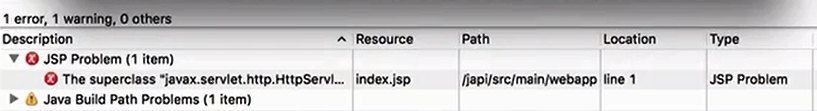 1 error, 1 warning, 0 others
Description Resource Path Location Type
JSP Problem (1 item)
The superclass "javax.servlet.http.HttpServl... index.jsp /japi/src/main/webapp line 1 JSP Problem
Java Build Path Problems (1 item)